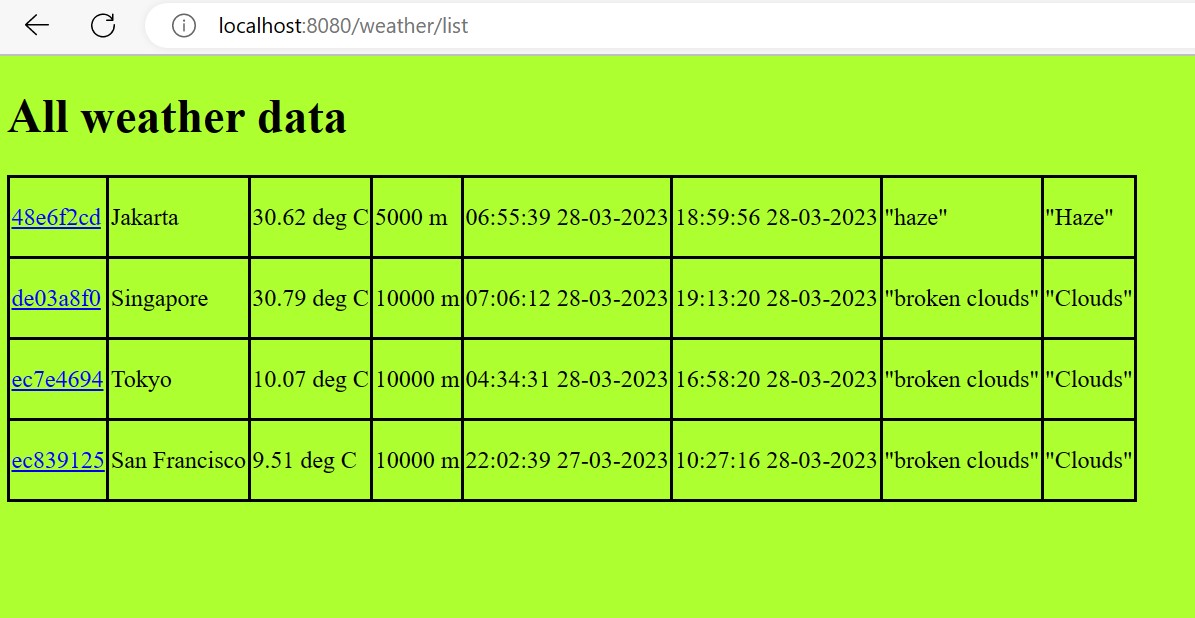 localhost:8080/weather/list
All weather data
48e6f2cd Jakarta 30.62 deg C 5000 m 06:55:39 28-03-2023 18:59:56 28-03-2023 "haze" "Haze"
de03a8f0 Singapore 30.79 deg C 10000 m 07:06:12 28-03-2023 19:13:20 28-03-2023 "broken clouds" "Clouds"
ec7e4694 Tokyo 10.07 deg C 10000 m 04:34:31 28-03-2023 16:58:20 28-03-2023 "broken clouds" "Clouds"
ec839125 San Francisco 9.51 deg C 10000 m 22:02:39 27-03-2023 10:27:16 28-03-2023 "broken clouds" "Clouds"